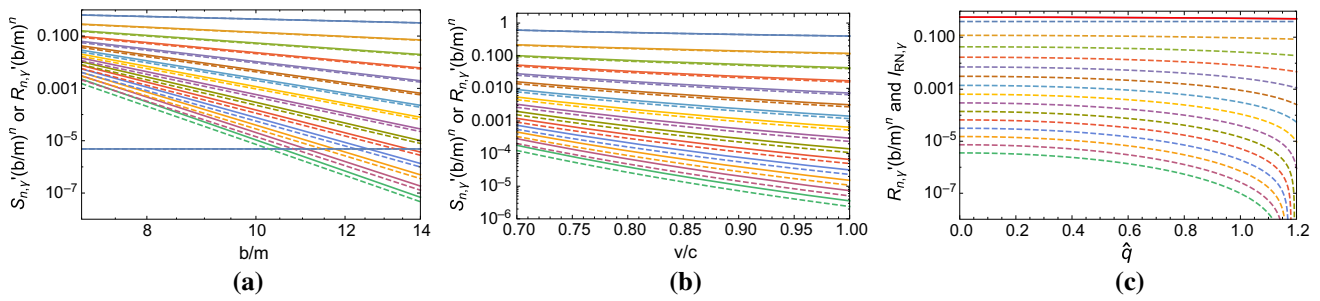 S_{n,γ}'(b/m)^n or R_{n,γ}'(b/m)^n
0.100
0.001
10^{-5}
10^{-7}
8 10 12 14
b/m
(a)
S_{n,γ}'(b/m)^n or R_{n,γ}'(b/m)^n
1
0.100
0.010
0.001
10^{-4}
10^{-5}
10^{-6}
0.70 0.75 0.80 0.85 0.90 0.95 1.00
v/c
(b)
R_{n,γ}'(b/m)^n and I_{RN,γ}
0.100
0.001
10^{-5}
10^{-7}
0.0 0.2 0.4 0.6 0.8 1.0 1.2
q̂
(c)